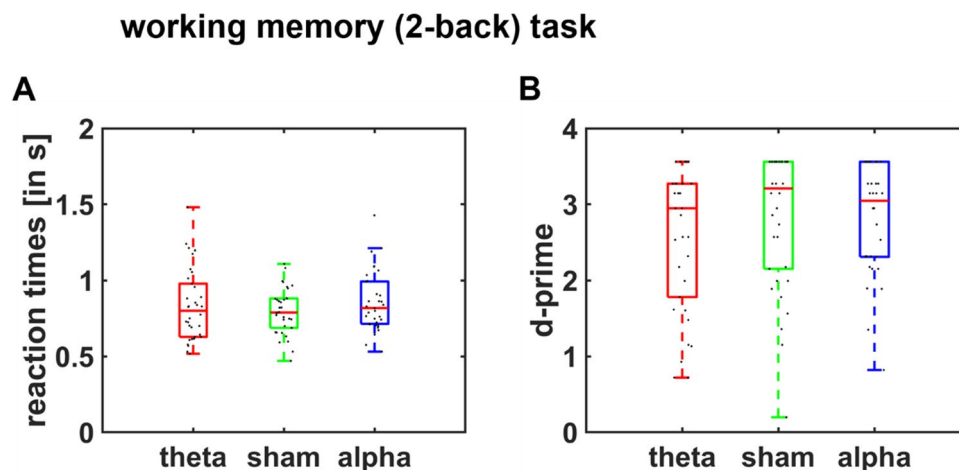 working memory (2-back) task
A
reaction times [in s]
2
1.5
1
0.5
0
theta sham alpha
B
d-prime
4
3
2
1
0
theta sham alpha